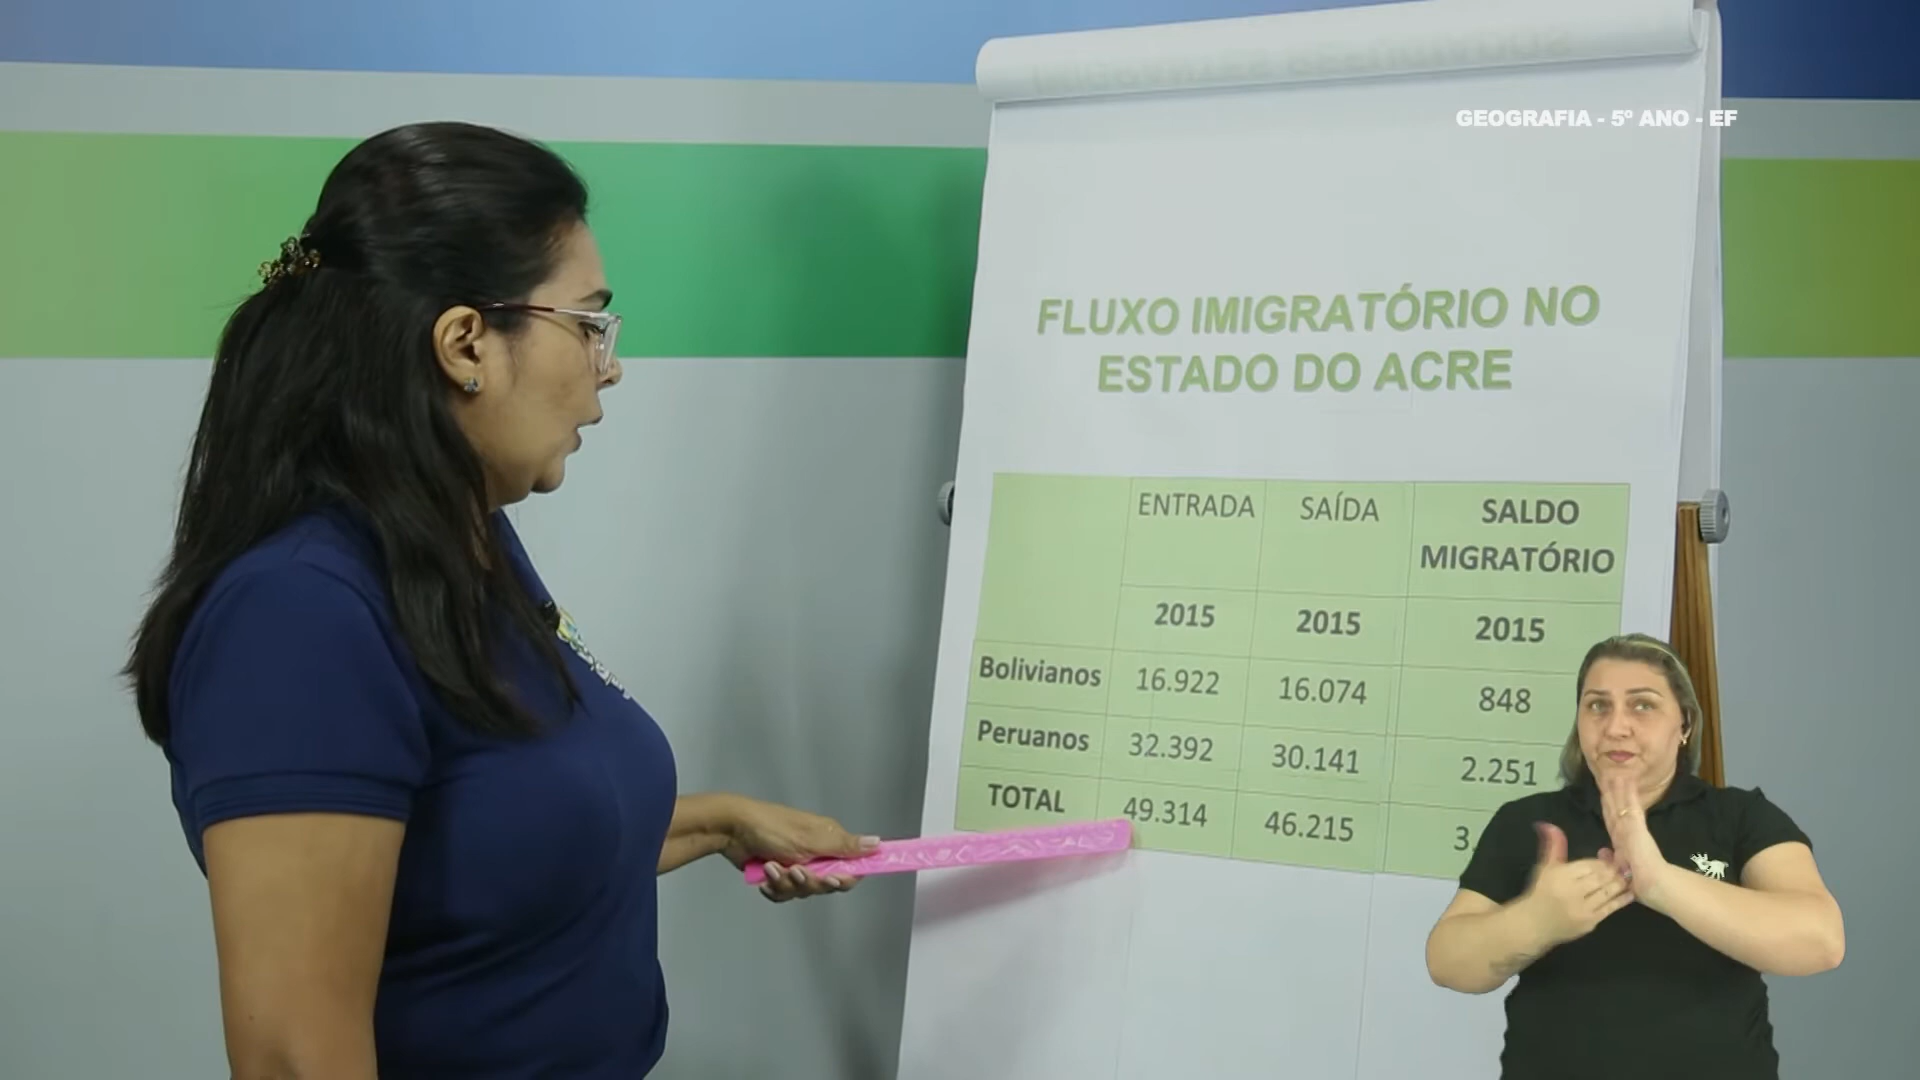 GEOGRAFIA - 5º ANO - EF
FLUXO IMIGRATÓRIO NO
ESTADO DO ACRE
ENTRADA SAÍDA SALDO
MIGRATÓRIO
2015 2015 2015
Bolivianos 16.922 16.074 848
Peruanos 32.392 30.141 2.251
TOTAL 49.314 46.215